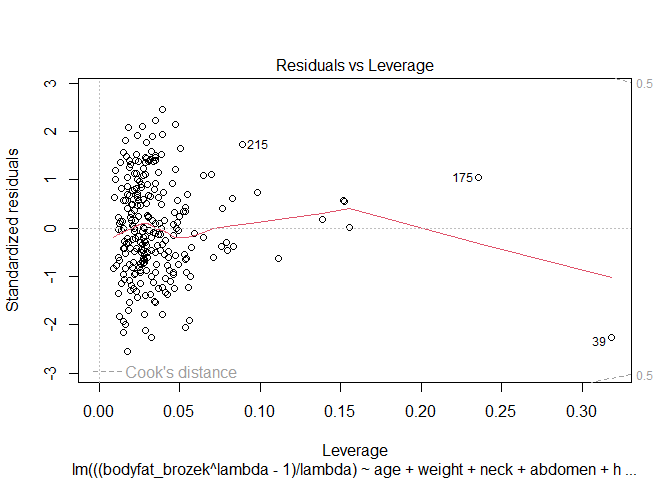 Residuals vs Leverage
Standardized residuals
3
2
1
0
-1
-2
-3
0.5
0.5
215
175
39
Cook's distance
0.00 0.05 0.10 0.15 0.20 0.25 0.30
Leverage
lm(((bodyfat_brozek^lambda - 1)/lambda) ~ age + weight + neck + abdomen + h ...